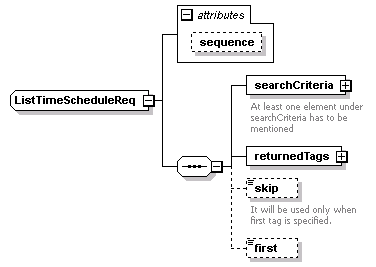 attributes
sequence
ListTimeScheduleReq
searchCriteria
At least one element under
searchCriteria has to be
mentioned
returnedTags
skip
It will be used only when
first tag is specified.
first